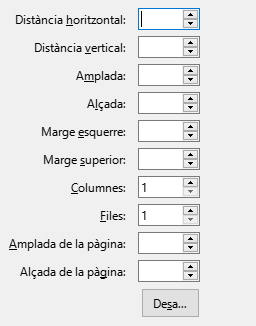 Distància horitzontal:
Distància vertical:
Amplada:
Alçada:
Marge esquerre:
Marge superior:
Columnes: 1
Files: 1
Amplada de la pàgina:
Alçada de la pàgina:
Desa...